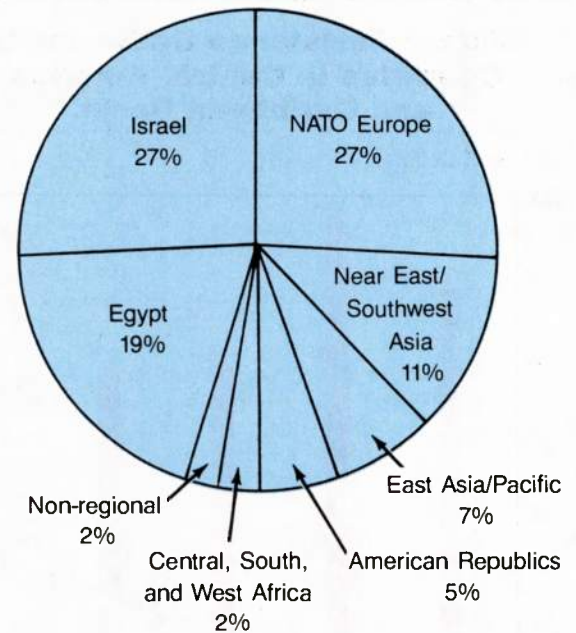 Israel
27%
NATO Europe
27%
Near East/
Southwest
Asia
11%
Egypt
19%
East Asia/Pacific
7%
Non-regional
2%
American Republics
5%
Central, South,
and West Africa
2%